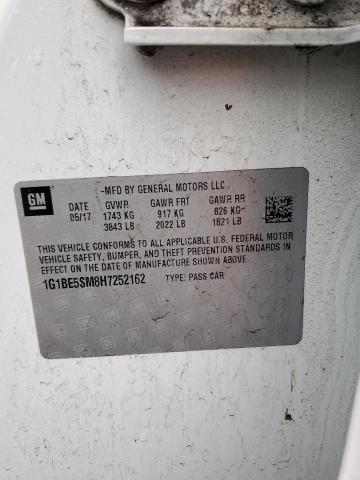 GM
-MFD BY GENERAL MOTORS LLC.
DATE GVWR GAWR FRT GAWR RR
05/17 1743 KG 917 KG 826 KG
3843 LB 2022 LB 1821 LB
THIS VEHICLE CONFORMS TO ALL APPLICABLE U.S. FEDERAL MOTOR
VEHICLE SAFETY, BUMPER, AND THEFT PREVENTION STANDARDS IN
EFFECT ON THE DATE OF MANUFACTURE SHOWN ABOVE
1G1BE5SM8H7252162 TYPE: PASS CAR